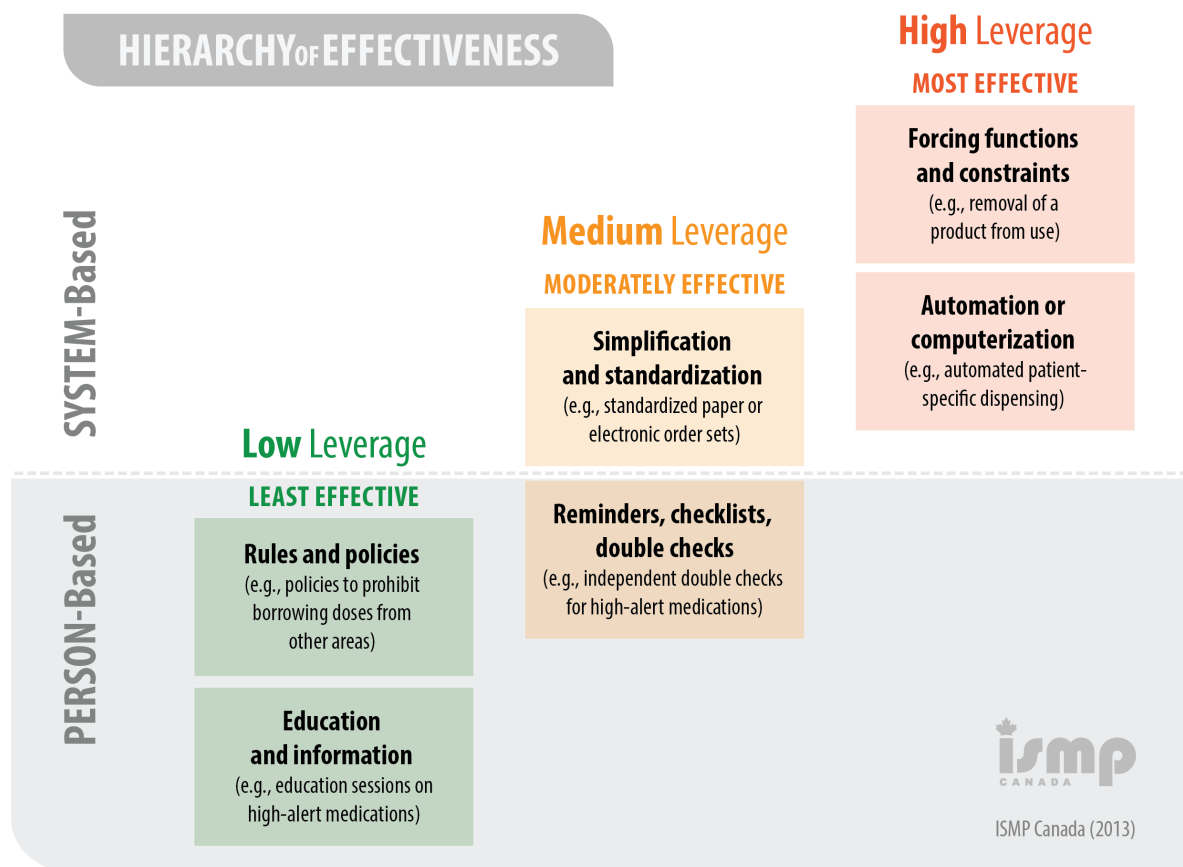 HIERARCHY OF EFFECTIVENESS
High Leverage
MOST EFFECTIVE
Forcing functions
and constraints
(e.g., removal of a
product from use)
Automation or
computerization
(e.g., automated patient-
specific dispensing)
SYSTEM-Based
Medium Leverage
MODERATELY EFFECTIVE
Simplification
and standardization
(e.g., standardized paper or
electronic order sets)
Reminders, checklists,
double checks
(e.g., independent double checks
for high-alert medications)
Low Leverage
LEAST EFFECTIVE
Rules and policies
(e.g., policies to prohibit
borrowing doses from
other areas)
Education
and information
(e.g., education sessions on
high-alert medications)
PERSON-Based
ismp
CANADA
ISMP Canada (2013)